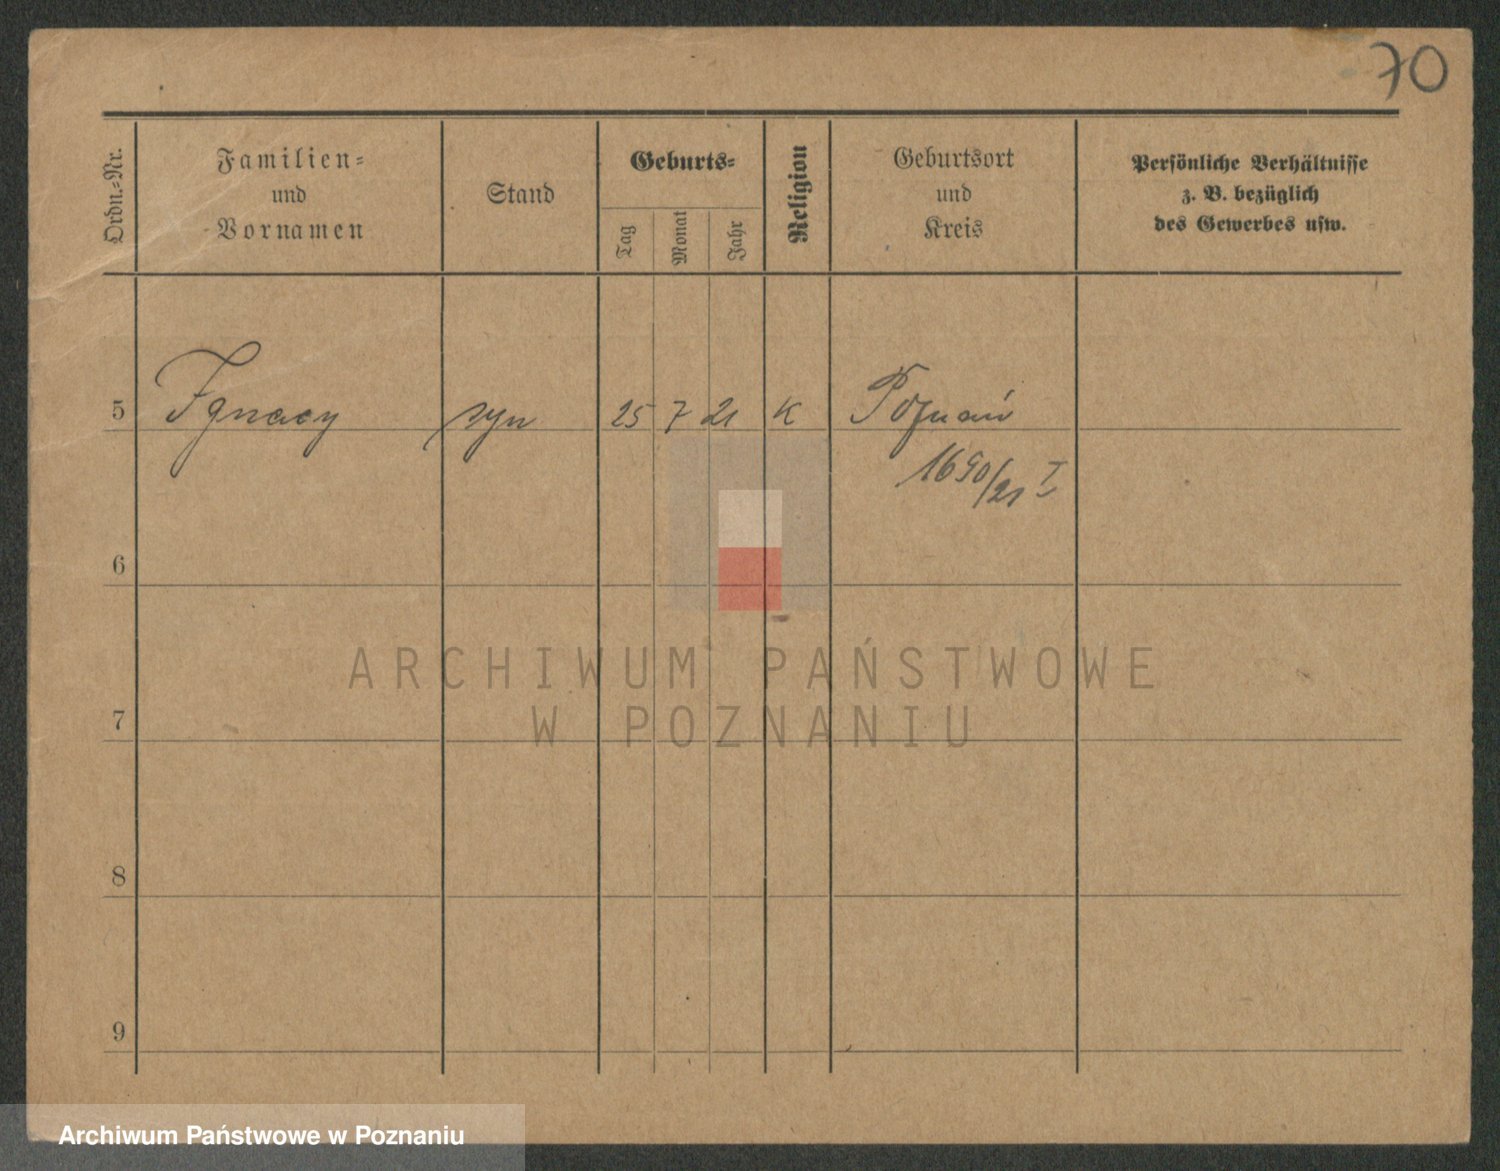 70
Ordn.-Nr.
Familien-
und
Vornamen
Stand
Geburts-
Tag
Monat
Jahr
Religion
Geburtsort
und
Kreis
Persönliche Verhältnisse
z. B. bezüglich
des Gewerbes usw.
5 Ignacy syn 25 7 21 K Poznań
1690/21 I
6
7
8
9
ARCHIWUM PAŃSTWOWE
W POZNANIU
Archiwum Państwowe w Poznaniu